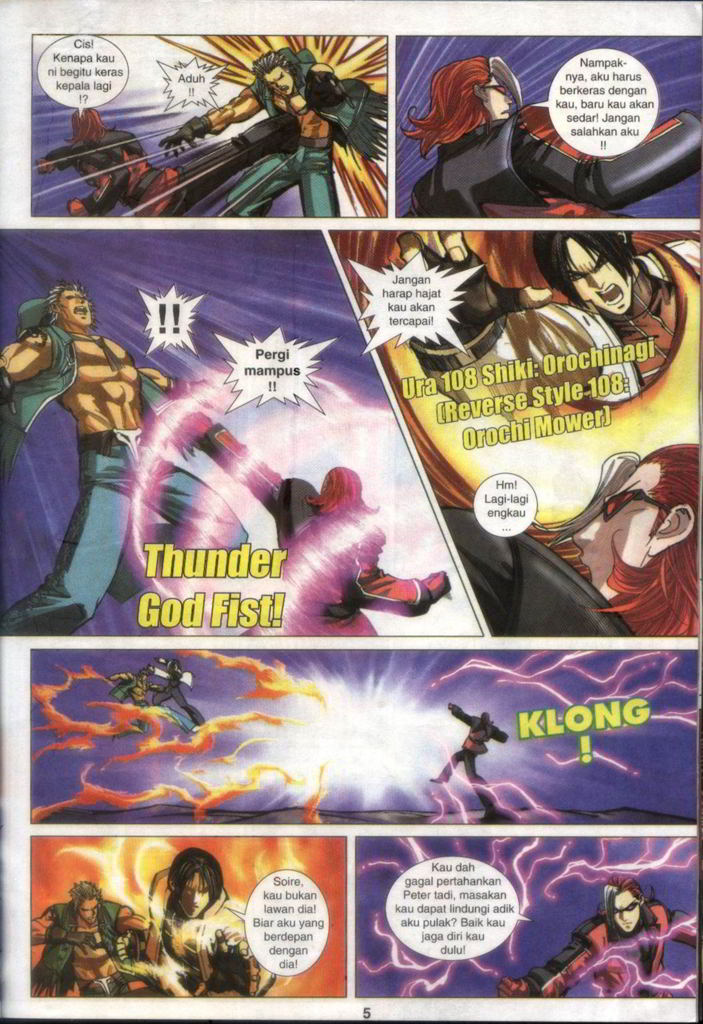 Cis!
Kenapa kau
ni begitu keras
kepala lagi
!?
Aduh
!!
Nampak-
nya, aku harus
berkeras dengan
kau, baru kau akan
sedar! Jangan
salahkan aku
!!
!!
Pergi
mampus
!!
Thunder
God Fist!
Jangan
harap hajat
kau akan
tercapai!
Ura 108 Shiki: Orochinagi
(Reverse Style 108:
Orochi Mower)
Hm!
Lagi-lagi
engkau
...
KLONG
!
Soire,
kau bukan
lawan dia!
Biar aku yang
berdepan
dengan
dia!
Kau dah
gagal pertahankan
Peter tadi, masakan
kau dapat lindungi adik
aku pulak? Baik kau
jaga diri kau
dulu!
5